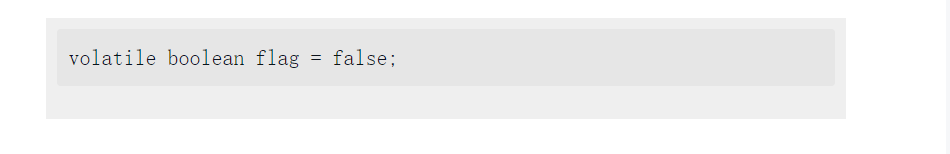 volatile boolean flag = false;